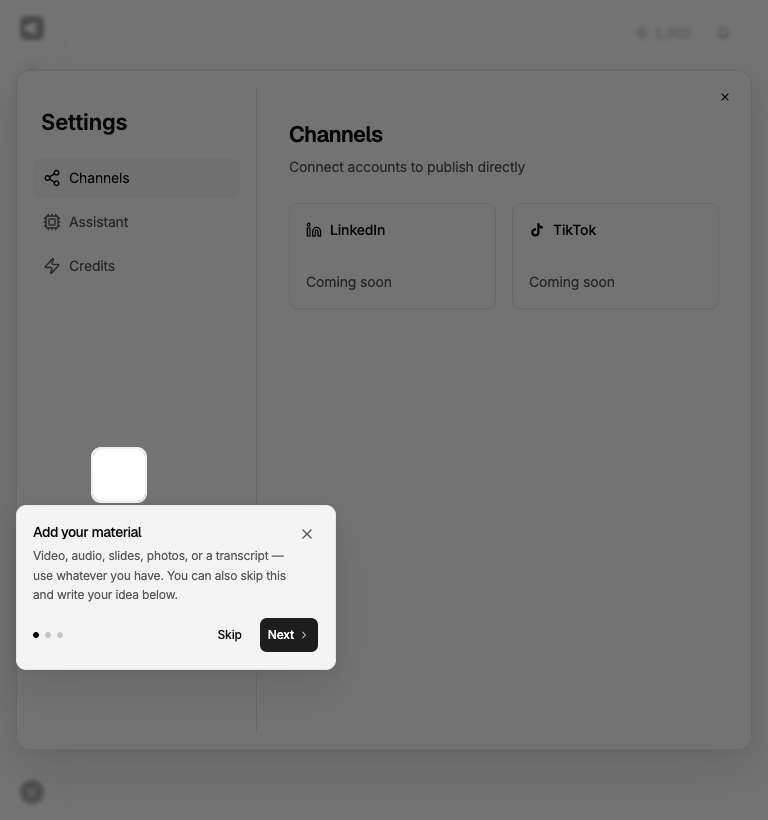 1,000
Settings
Channels
Assistant
Credits
Channels
Connect accounts to publish directly
LinkedIn
Coming soon
TikTok
Coming soon
Add your material
Video, audio, slides, photos, or a transcript —
use whatever you have. You can also skip this
and write your idea below.
Skip
Next